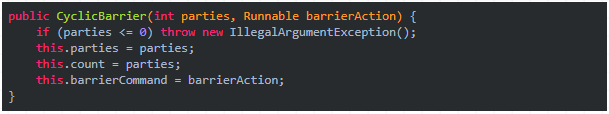 public CyclicBarrier(int parties, Runnable barrierAction) {
    if (parties <= 0) throw new IllegalArgumentException();
    this.parties = parties;
    this.count = parties;
    this.barrierCommand = barrierAction;
}